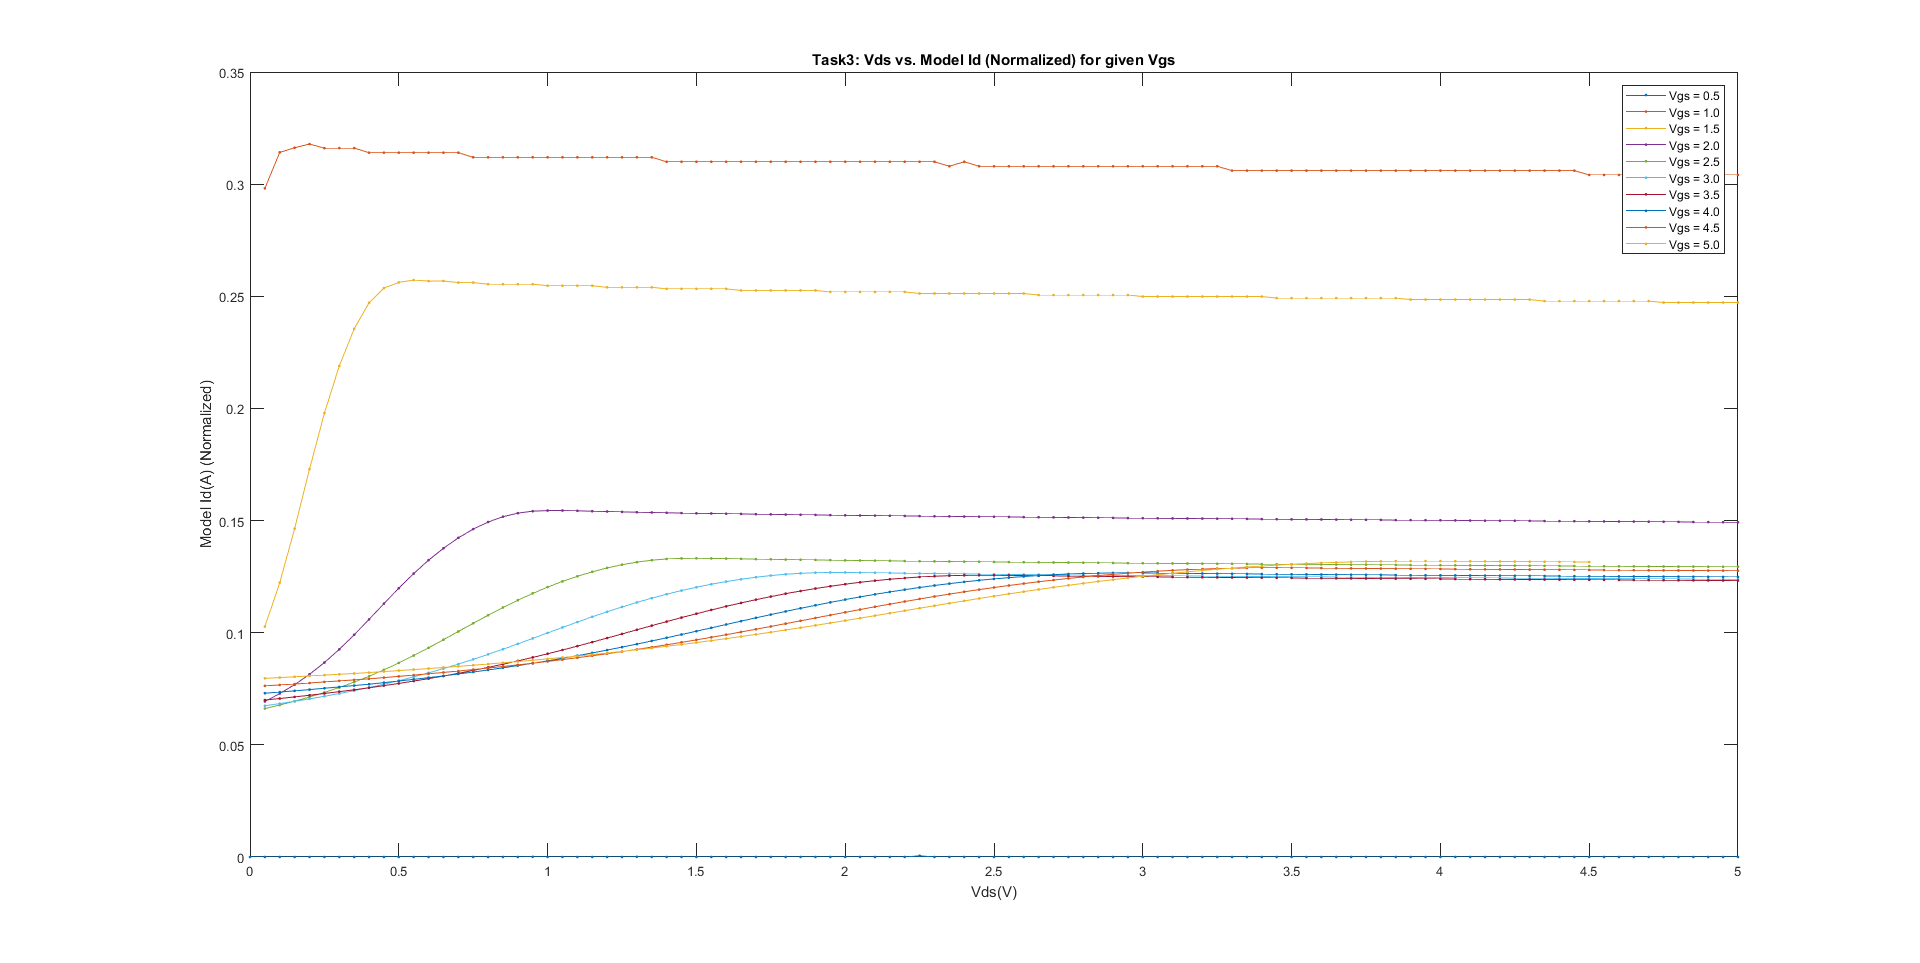 Task3: Vds vs. Model Id (Normalized) for given Vgs
0.35
0.3
0.25
0.2
0.15
0.1
0.05
0
Model Id(A) (Normalized)
Vgs = 0.5
Vgs = 1.0
Vgs = 1.5
Vgs = 2.0
Vgs = 2.5
Vgs = 3.0
Vgs = 3.5
Vgs = 4.0
Vgs = 4.5
Vgs = 5.0
0 0.5 1 1.5 2 2.5 3 3.5 4 4.5 5
Vds(V)